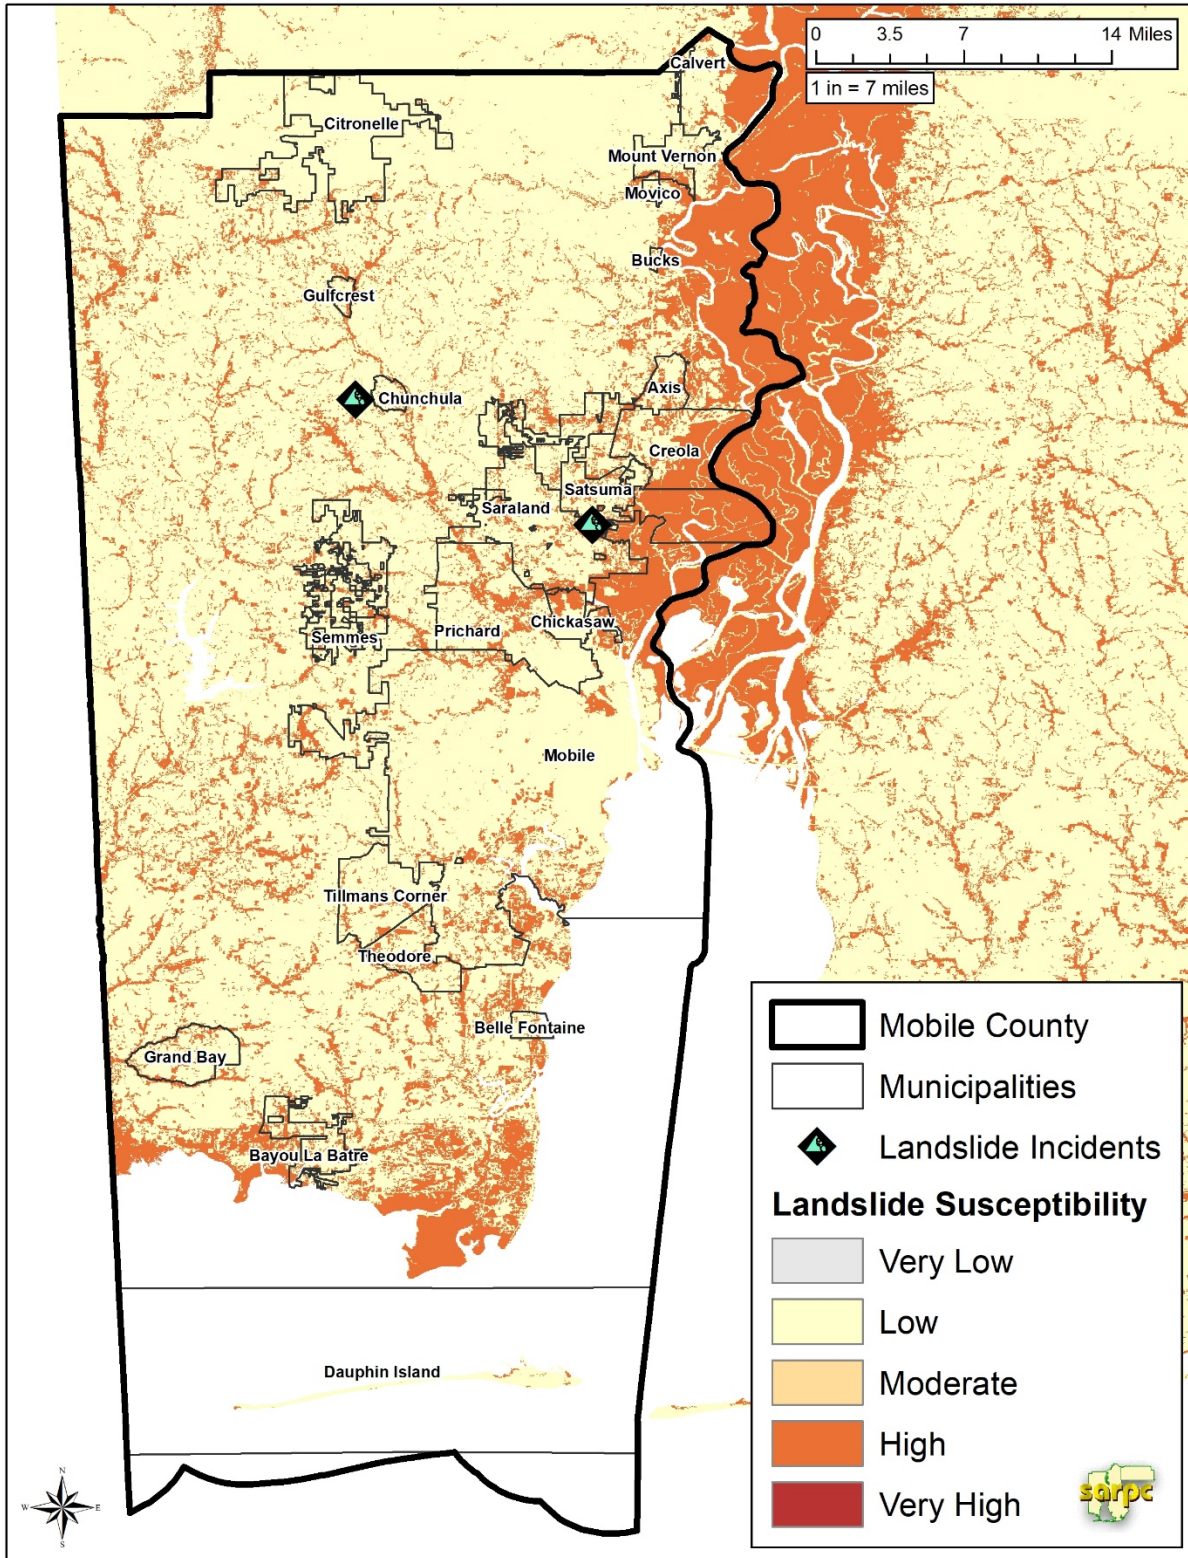 0 3.5 7 14 Miles
1 in = 7 miles
Calvert
Citronelle
Mount Vernon
Movico
Bucks
Gulfcrest
Axis
Chunchula
Creola
Satsuma
Saraland
Chickasaw
Prichard
Semmes
Mobile
Tillmans Corner
Theodore
Belle Fontaine
Grand Bay
Bayou La Batre
Dauphin Island
Mobile County
Municipalities
Landslide Incidents
Landslide Susceptibility
Very Low
Low
Moderate
High
Very High
sarpc
N
W E
S